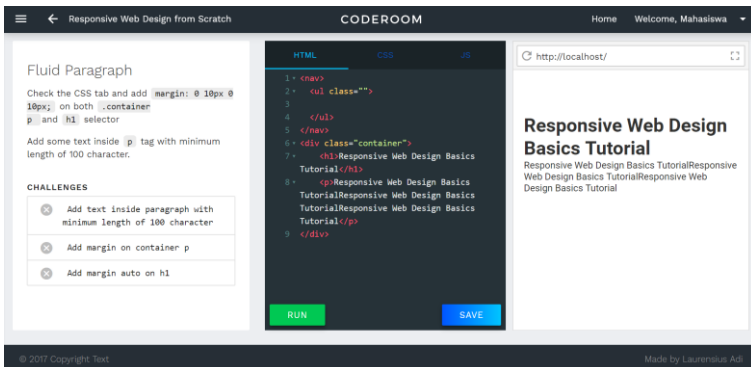 Responsive Web Design from Scratch
CODEROOM
Home Welcome, Mahasiswa
Fluid Paragraph
Check the CSS tab and add margin: 0 10px 0
10px; on both .container
p and h1 selector
Add some text inside p tag with minimum
length of 100 character.
CHALLENGES
Add text inside paragraph with
minimum length of 100 character
Add margin on container p
Add margin auto on h1
HTML CSS JS
1 <nav>
2 <ul class="">
3
4 </ul>
5 </nav>
6 <div class="container">
7 <h1>Responsive Web Design Basics
Tutorial</h1>
8 <p>Responsive Web Design Basics
TutorialResponsive Web Design Basics
TutorialResponsive Web Design Basics
Tutorial</p>
9 </div>
RUN
SAVE
http://localhost/
Responsive Web Design
Basics Tutorial
Responsive Web Design Basics TutorialResponsive
Web Design Basics TutorialResponsive Web
Design Basics Tutorial
© 2017 Copyright Text
Made by Laurensius Adi